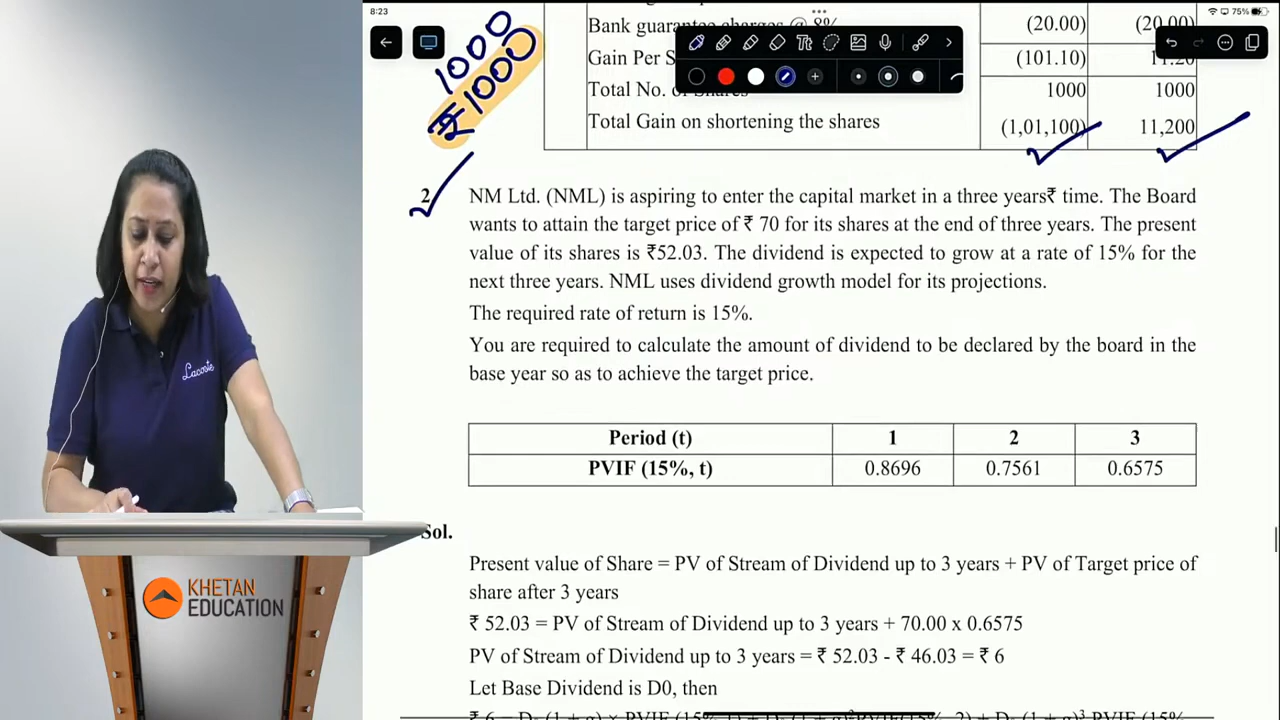 8:23
75%
Bank guarantee charges @ 8% (20.00) (20.00)
1000
₹1000
Gain Per S (101.10) 11.20
Total No. of Shares 1000 1000
Total Gain on shortening the shares (1,01,100) 11,200
2 NM Ltd. (NML) is aspiring to enter the capital market in a three years₹ time. The Board
wants to attain the target price of ₹ 70 for its shares at the end of three years. The present
value of its shares is ₹52.03. The dividend is expected to grow at a rate of 15% for the
next three years. NML uses dividend growth model for its projections.
The required rate of return is 15%.
You are required to calculate the amount of dividend to be declared by the board in the
base year so as to achieve the target price.
Period (t) 1 2 3
PVIF (15%, t) 0.8696 0.7561 0.6575
Sol.
Present value of Share = PV of Stream of Dividend up to 3 years + PV of Target price of
share after 3 years
₹ 52.03 = PV of Stream of Dividend up to 3 years + 70.00 x 0.6575
PV of Stream of Dividend up to 3 years = ₹ 52.03 - ₹ 46.03 = ₹ 6
Let Base Dividend is D0, then
Lacoste
KHETAN
EDUCATION